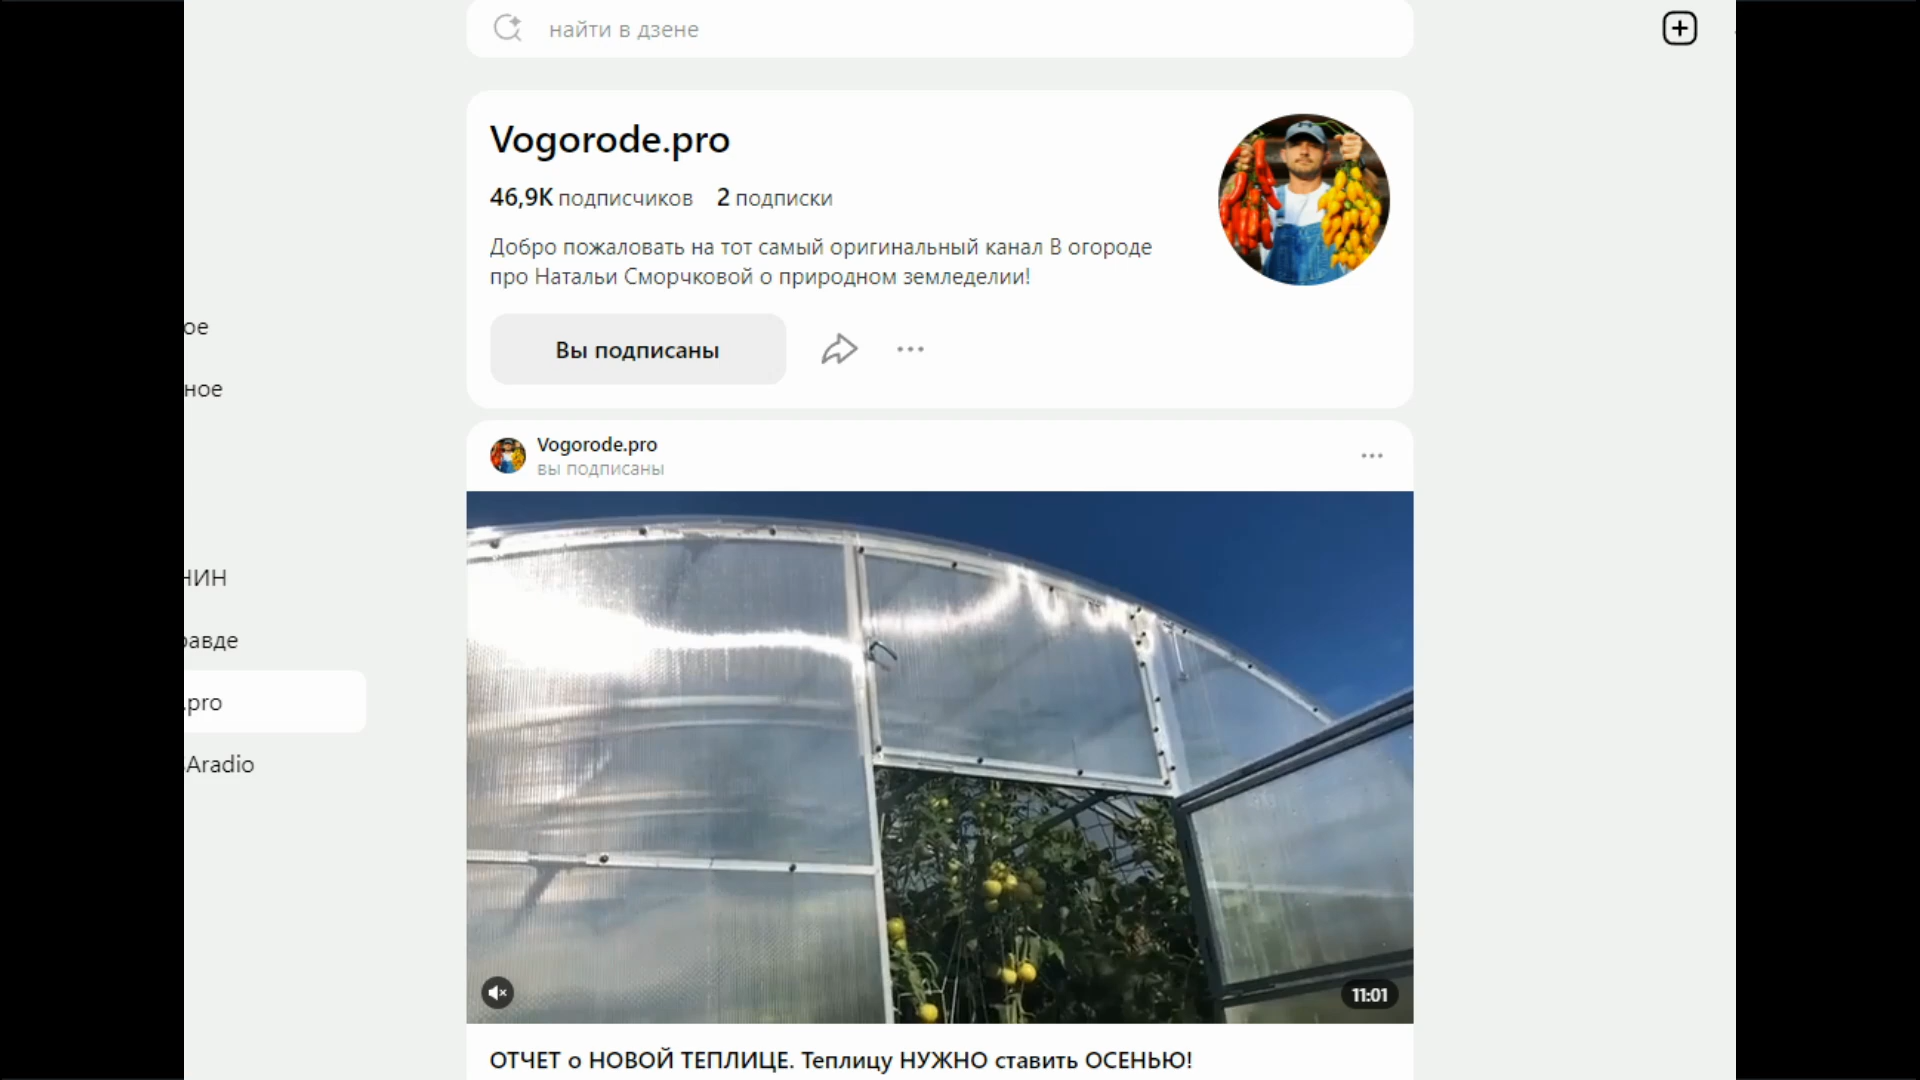 найти в дзене
Vogorode.pro
46,9K подписчиков 2 подписки
Добро пожаловать на тот самый оригинальный канал В огороде
про Натальи Сморчковой о природном земледелии!
Вы подписаны
ое
ное
НИН
равде
.pro
Aradio
Vogorode.pro
вы подписаны
11:01
ОТЧЕТ о НОВОЙ ТЕПЛИЦЕ. Теплицу НУЖНО ставить ОСЕНЬЮ!